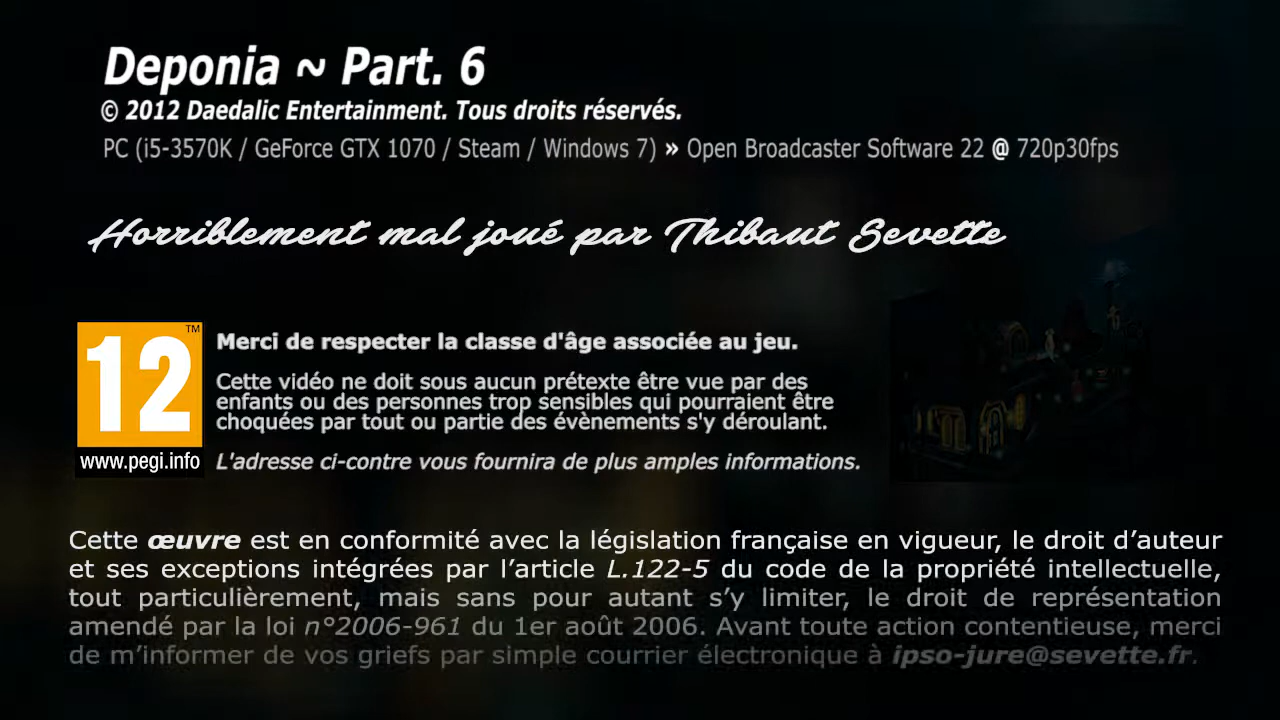 Deponia ~ Part. 6
© 2012 Daedalic Entertainment. Tous droits réservés.
PC (i5-3570K / GeForce GTX 1070 / Steam / Windows 7) » Open Broadcaster Software 22 @ 720p30fps
Horriblement mal joué par Thibaut Sevette
12 ™
www.pegi.info
Merci de respecter la classe d'âge associée au jeu.
Cette vidéo ne doit sous aucun prétexte être vue par des
enfants ou des personnes trop sensibles qui pourraient être
choquées par tout ou partie des évènements s'y déroulant.
L'adresse ci-contre vous fournira de plus amples informations.
Cette œuvre est en conformité avec la législation française en vigueur, le droit d’auteur
et ses exceptions intégrées par l’article L.122-5 du code de la propriété intellectuelle,
tout particulièrement, mais sans pour autant s’y limiter, le droit de représentation
amendé par la loi n°2006-961 du 1er août 2006. Avant toute action contentieuse, merci
de m’informer de vos griefs par simple courrier électronique à ipso-jure@sevette.fr.